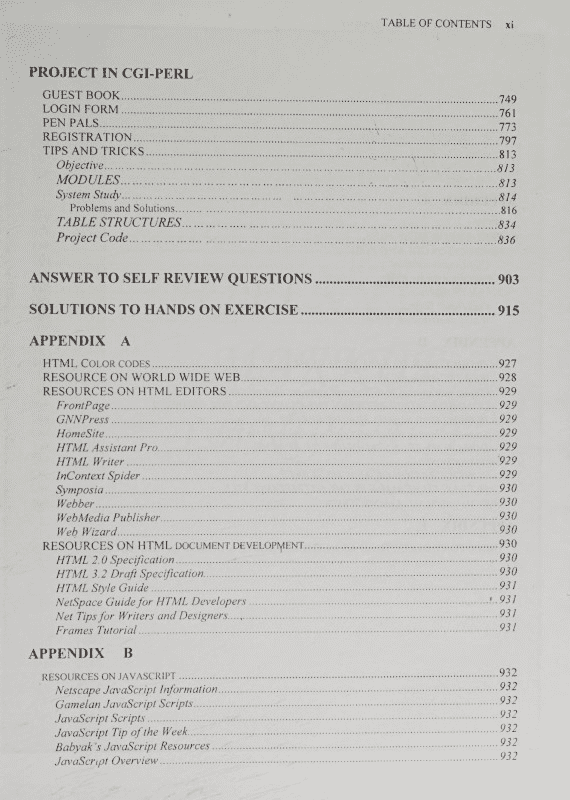 TABLE OF CONTENTS xi
PROJECT IN CGI-PERL
GUEST BOOK 749
LOGIN FORM 761
PEN PALS 773
REGISTRATION 797
TIPS AND TRICKS 813
Objective 813
MODULES 813
System Study 814
Problems and Solutions 816
TABLE STRUCTURES 834
Project Code 836
ANSWER TO SELF REVIEW QUESTIONS 903
SOLUTIONS TO HANDS ON EXERCISE 915
APPENDIX A
HTML COLOR CODES 927
RESOURCE ON WORLD WIDE WEB 928
RESOURCES ON HTML EDITORS 929
FrontPage 929
GNNPress 929
HomeSite 929
HTML Assistant Pro 929
HTML Writer 929
InContext Spider 929
Symposia 930
Webber 930
WebMedia Publisher 930
Web Wizard 930
RESOURCES ON HTML DOCUMENT DEVELOPMENT 930
HTML 2.0 Specification 930
HTML 3.2 Draft Specification 930
HTML Style Guide 931
NetSpace Guide for HTML Developers 931
Net Tips for Writers and Designers 931
Frames Tutorial 931
APPENDIX B
RESOURCES ON JAVASCRIPT 932
Netscape JavaScript Information 932
Gamelan JavaScript Scripts 932
JavaScript Scripts 932
JavaScript Tip of the Week 932
Babyak's JavaScript Resources 932
JavaScript Overview 932